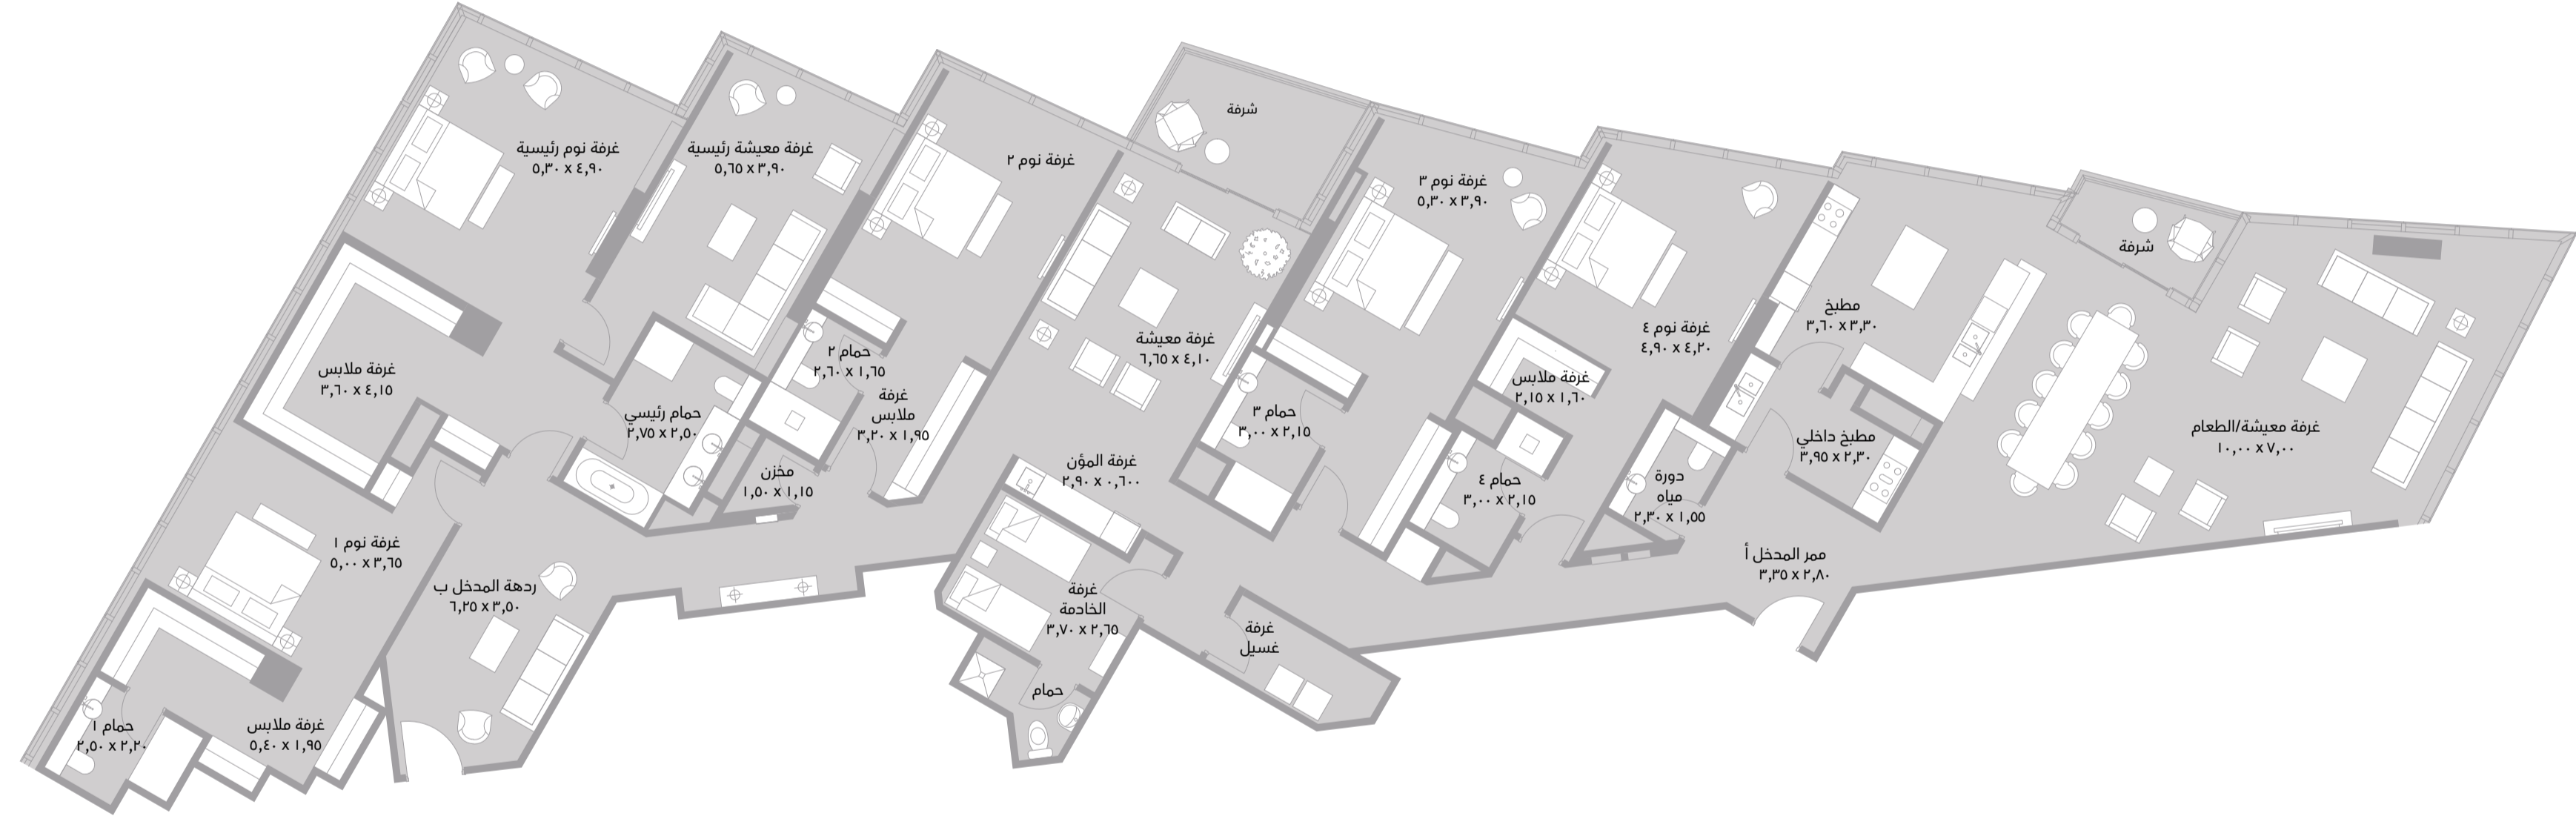 شرفة
غرفة نوم رئيسية
٥,٣٠ x ٤,٩٠
غرفة معيشة رئيسية
٥,٦٥ x ٣,٩٠
غرفة نوم ٢
غرفة نوم ٣
٥,٣٠ x ٣,٩٠
شرفة
مطبخ
٣,٦٠ x ٣,٣٠
غرفة نوم ٤
٤,٩٠ x ٤,٢٠
غرفة معيشة
٦,٦٥ x ٤,١٠
حمام ٢
٢,٦٠ x ١,٦٥
غرفة ملابس
٣,٦٠ x ٤,١٥
غرفة ملابس
٢,١٥ x ١,٦٠
غرفة
ملابس
٣,٢٠ x ١,٩٥
حمام رئيسي
٢,٧٥ x ٢,٥٠
حمام ٣
٣,٠٠ x ٢,١٥
غرفة معيشة/الطعام
١٠,٠٠ x ٧,٠٠
مطبخ داخلي
٣,٩٥ x ٢,٣٠
غرفة المؤن
٢,٩٠ x ٠,٦٠٠
مخزن
١,٥٠ x ١,١٥
حمام ٤
٣,٠٠ x ٢,١٥
دورة
مياه
٢,٣٠ x ١,٥٥
غرفة نوم ١
٥,٠٠ x ٣,٦٥
ممر المدخل أ
٣,٣٥ x ٢,٨٠
ردهة المدخل ب
٦,٢٥ x ٣,٥٠
غرفة
الخادمة
٣,٧٠ x ٢,٦٥
غرفة
غسيل
حمام
غرفة ملابس
٥,٤٠ x ١,٩٥
حمام ١
٢,٥٠ x ٢,٢٠